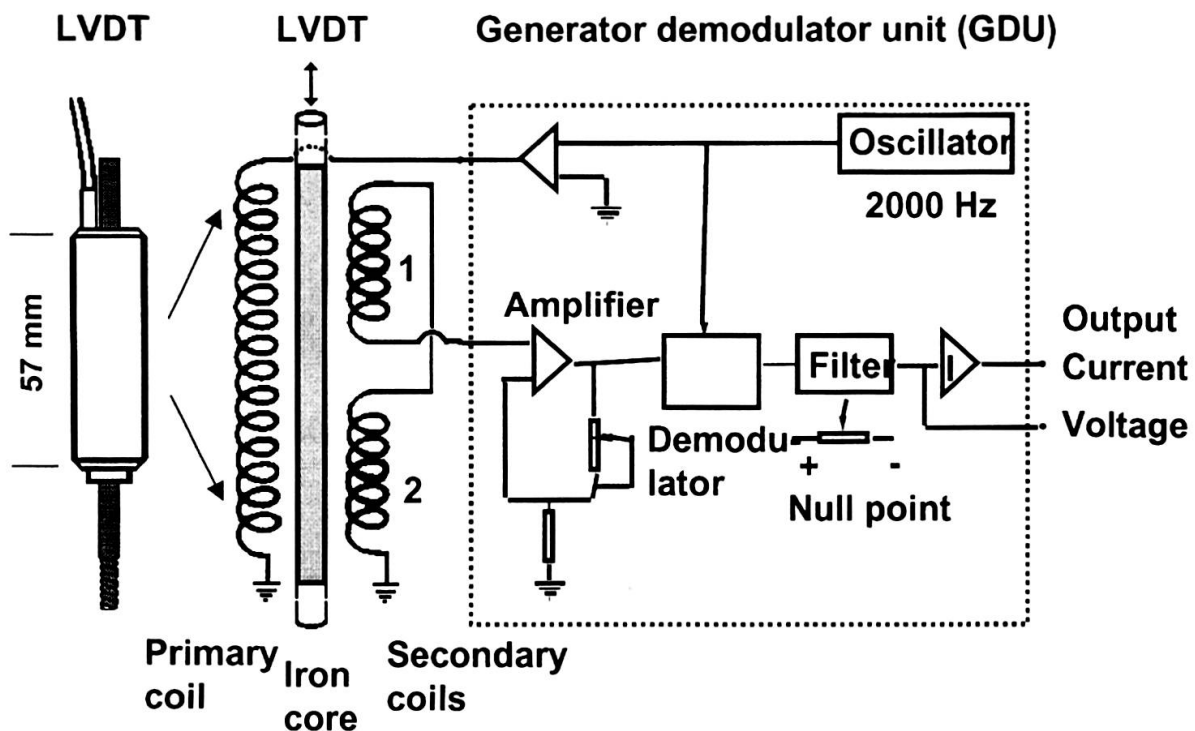 LVDT
LVDT
Generator demodulator unit (GDU)
Oscillator
2000 Hz
57 mm
1
2
Amplifier
Filter
Demodu-
lator
+ -
Null point
Output
Current
Voltage
Primary
coil
Iron
core
Secondary
coils